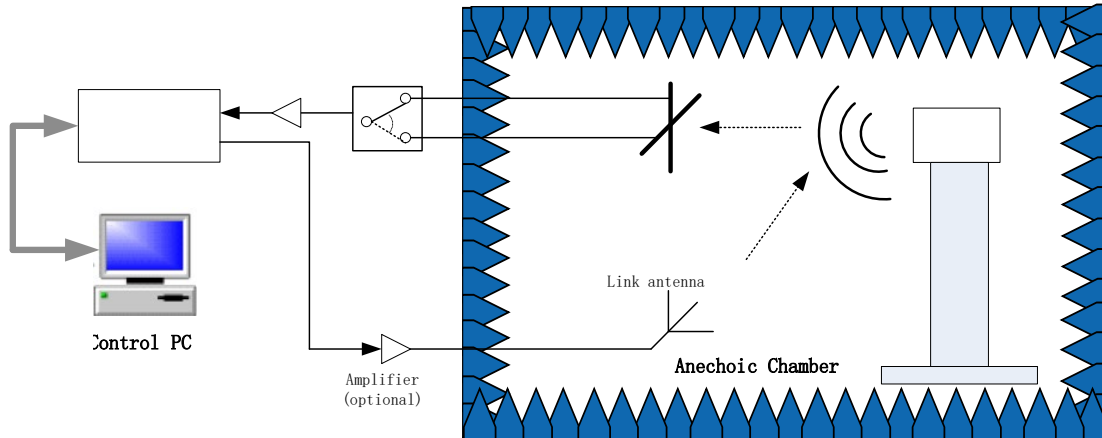 Link antenna
Control PC
Anechoic Chamber
Amplifier
(optional)